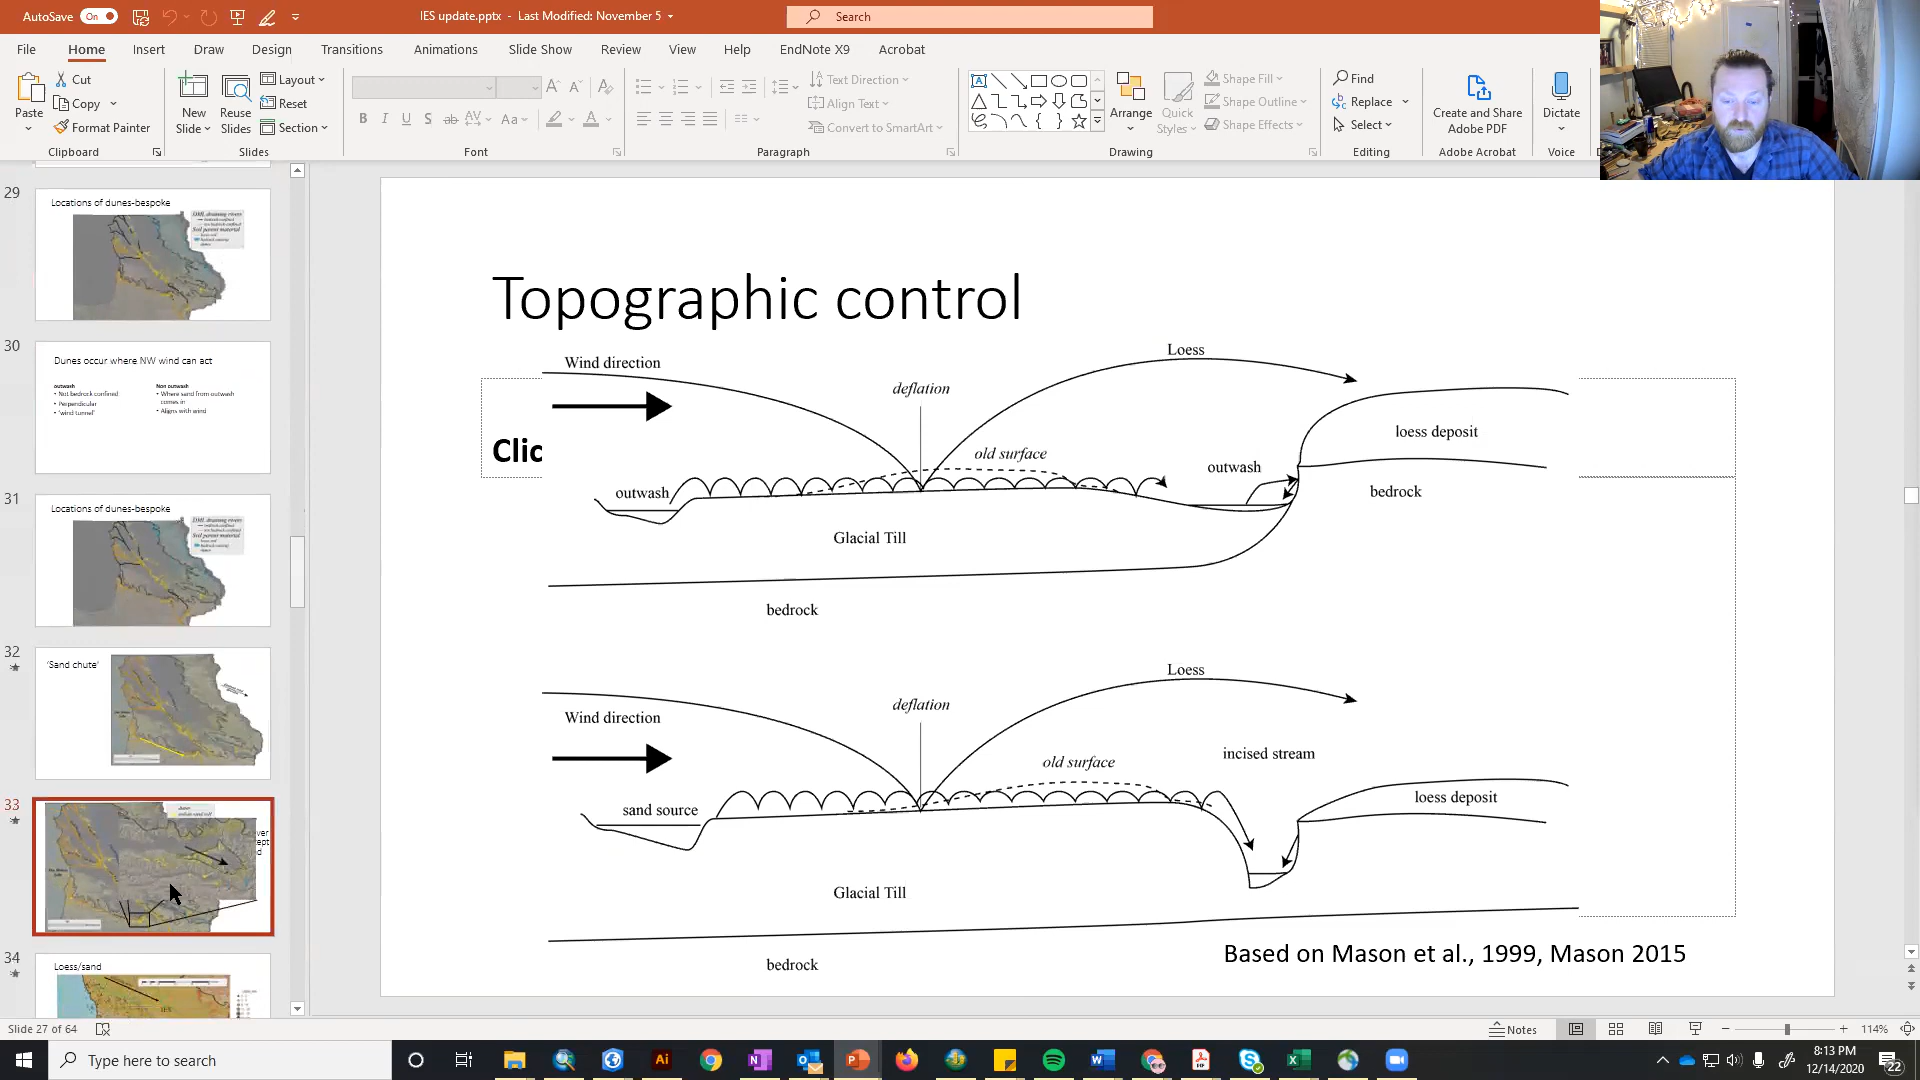 AutoSave On IES update.pptx - Last Modified: November 5 Search
File Home Insert Draw Design Transitions Animations Slide Show Review View Help EndNote X9 Acrobat
Paste Cut Copy Format Painter
Clipboard
New Slide Reuse Slides Layout Reset Section
Slides
Font
Text Direction
Align Text
Convert to SmartArt
Paragraph
Arrange Quick Styles Shape Fill Shape Outline Shape Effects
Drawing
Find
Replace
Select
Editing
Create and Share Adobe PDF
Adobe Acrobat
Dictate
Voice
29
Locations of dunes-bespoke
30
Dunes occur where NW wind can act
outwash
• Not bedrock confined
• Perpendicular
• 'wind tunnel'
Non outwash
• Where sand from outwash comes in
• Aligns with wind
31
Locations of dunes-bespoke
32
'Sand chute'
33
34
Loess/sand
IES
Topographic control
Wind direction
Loess
deflation
Clic
old surface
loess deposit
outwash
outwash
bedrock
Glacial Till
bedrock
Loess
Wind direction
deflation
old surface
incised stream
sand source
loess deposit
Glacial Till
bedrock
Based on Mason et al., 1999, Mason 2015
Slide 27 of 64
Notes
114%
Type here to search
8:13 PM
12/14/2020
22